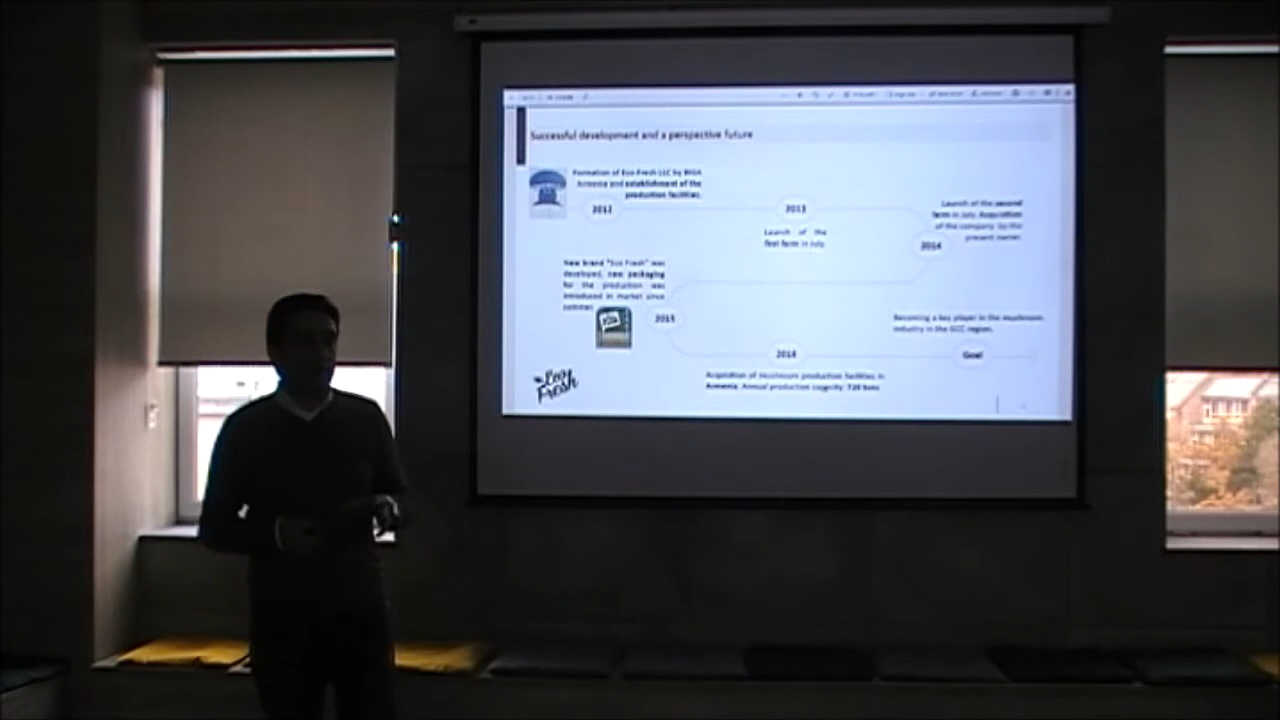 Successful development and a perspective future
Formation of Eco Fresh LLC by BIGA
Armenia and establishment of the
production facilities.
2012
2013
Launch of the
first farm in July.
Launch of the second
farm in July. Acquisition
of the company to the
present owner.
2014
New brand "Eco Fresh" was
developed, new packaging
for the production was
introduced in market since
summer.
2015
Becoming a key player in the mushroom
industry in the GCC region.
2016
Goal
Acquisition of mushroom production facilities in
Armenia. Annual production capacity: 720 tons
Eco
Fresh